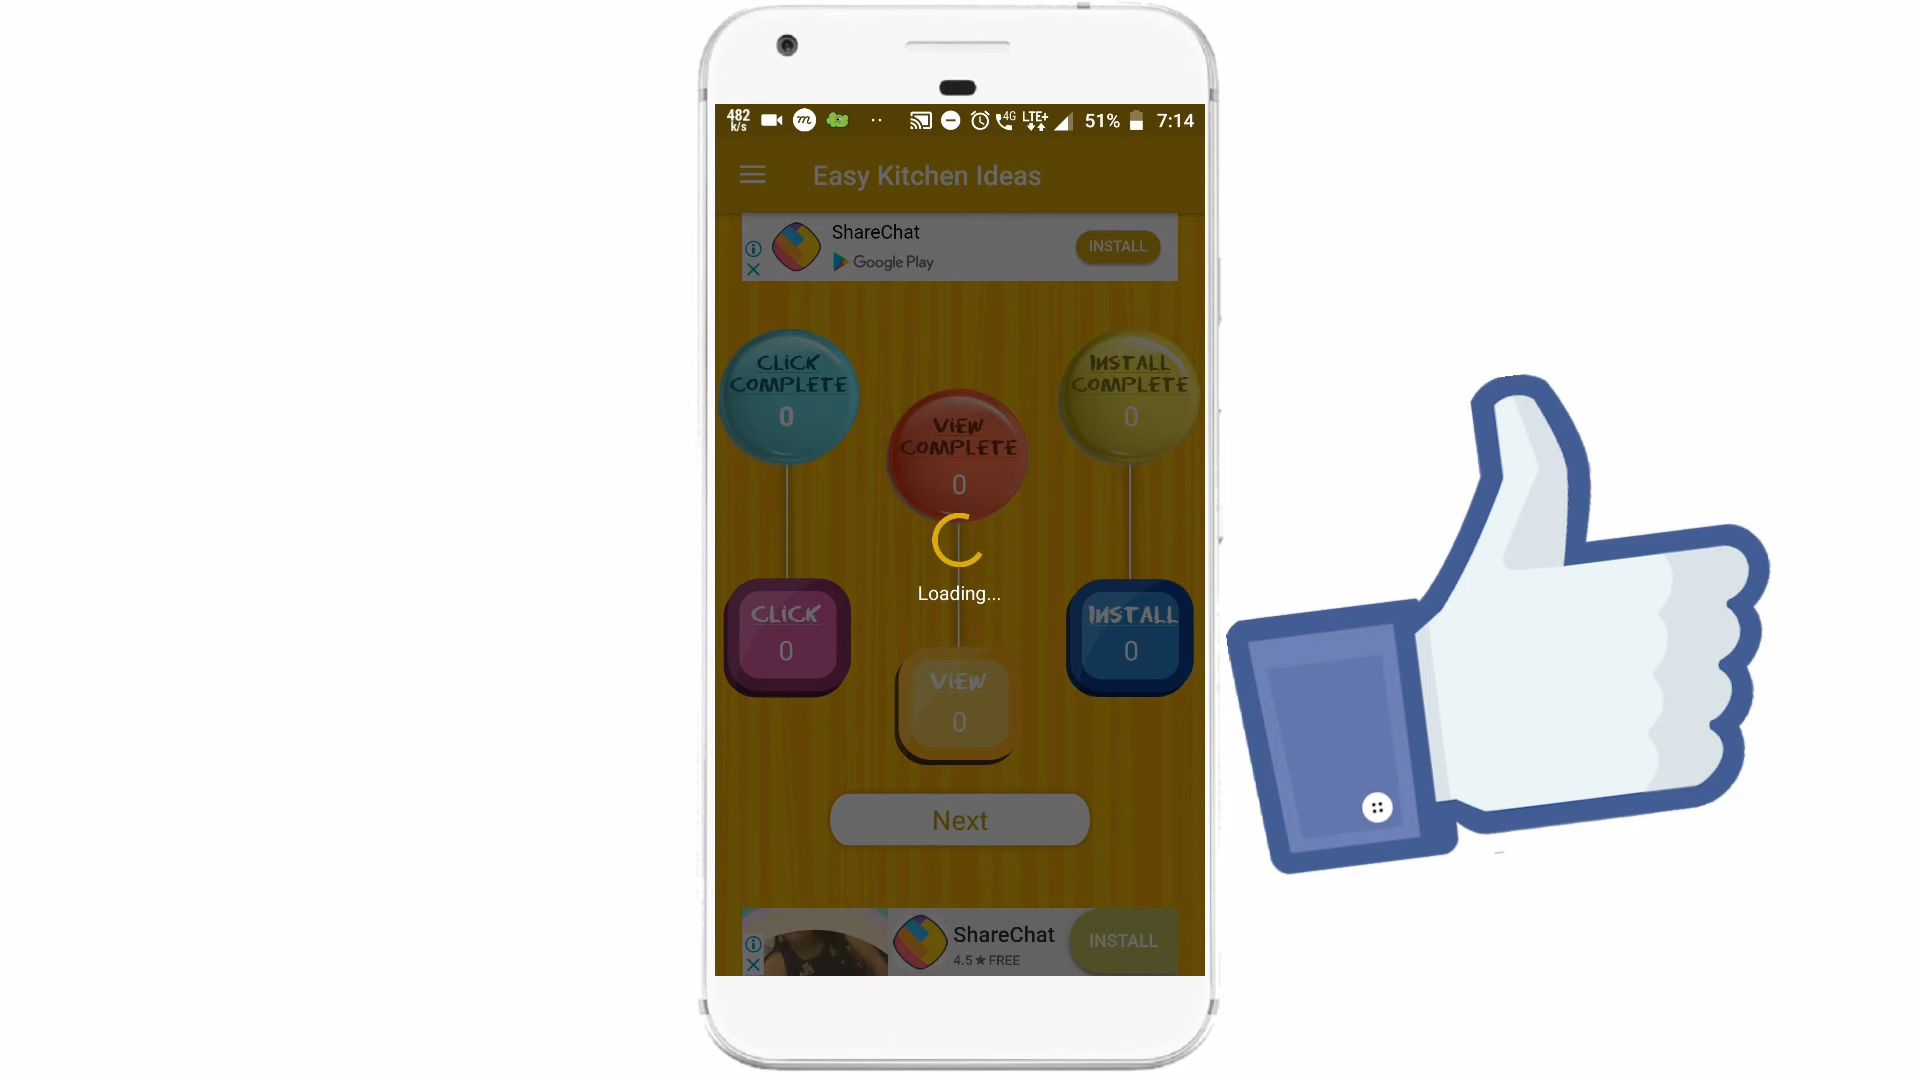 482
k/s
4G
LTE+
51%
7:14
Easy Kitchen Ideas
ShareChat
Google Play
INSTALL
CLICK
COMPLETE
0
VIEW
COMPLETE
0
INSTALL
COMPLETE
0
Loading...
CLICK
0
VIEW
0
INSTALL
0
Next
ShareChat
4.5★FREE
INSTALL